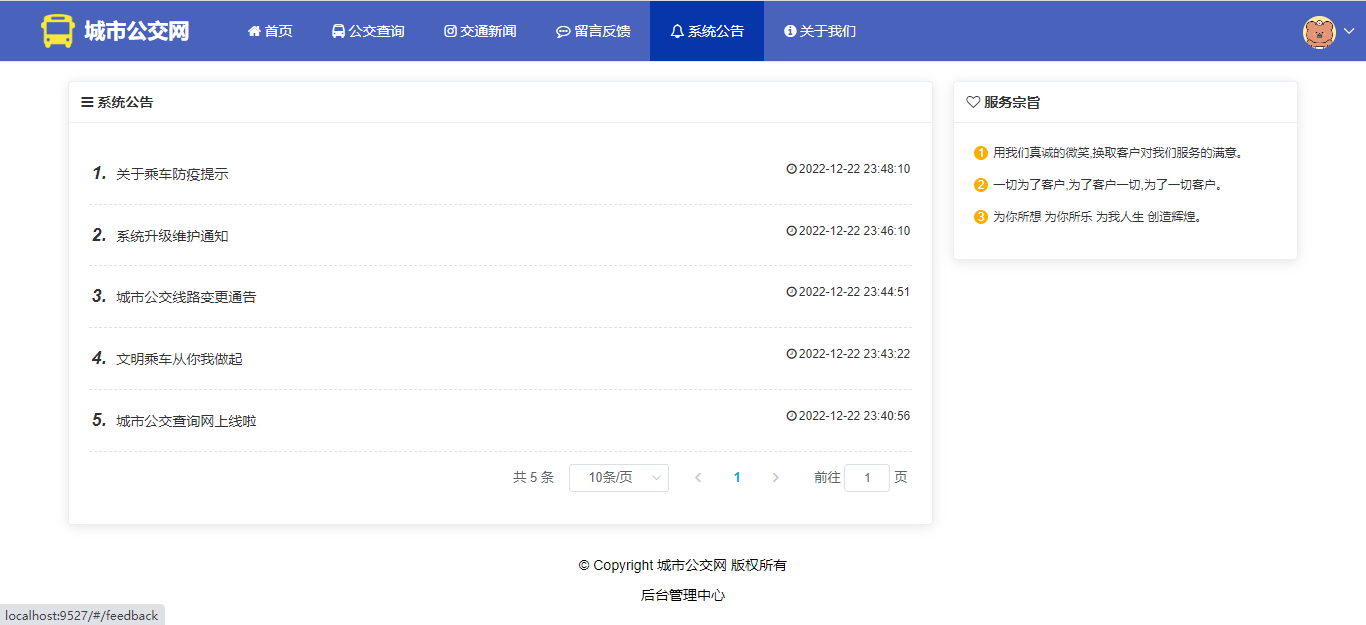 城市公交网 首页 公交查询 交通新闻 留言反馈 系统公告 关于我们
系统公告
1. 关于乘车防疫提示 2022-12-22 23:48:10
2. 系统升级维护通知 2022-12-22 23:46:10
3. 城市公交线路变更通告 2022-12-22 23:44:51
4. 文明乘车从你我做起 2022-12-22 23:43:22
5. 城市公交查询网上线啦 2022-12-22 23:40:56
共 5 条 10条/页 1 前往 1 页
服务宗旨
1 用我们真诚的微笑,换取客户对我们服务的满意。
2 一切为了客户,为了客户一切,为了一切客户。
3 为你所想 为你所乐 为我人生 创造辉煌。
© Copyright 城市公交网 版权所有
后台管理中心
localhost:9527/#/feedback